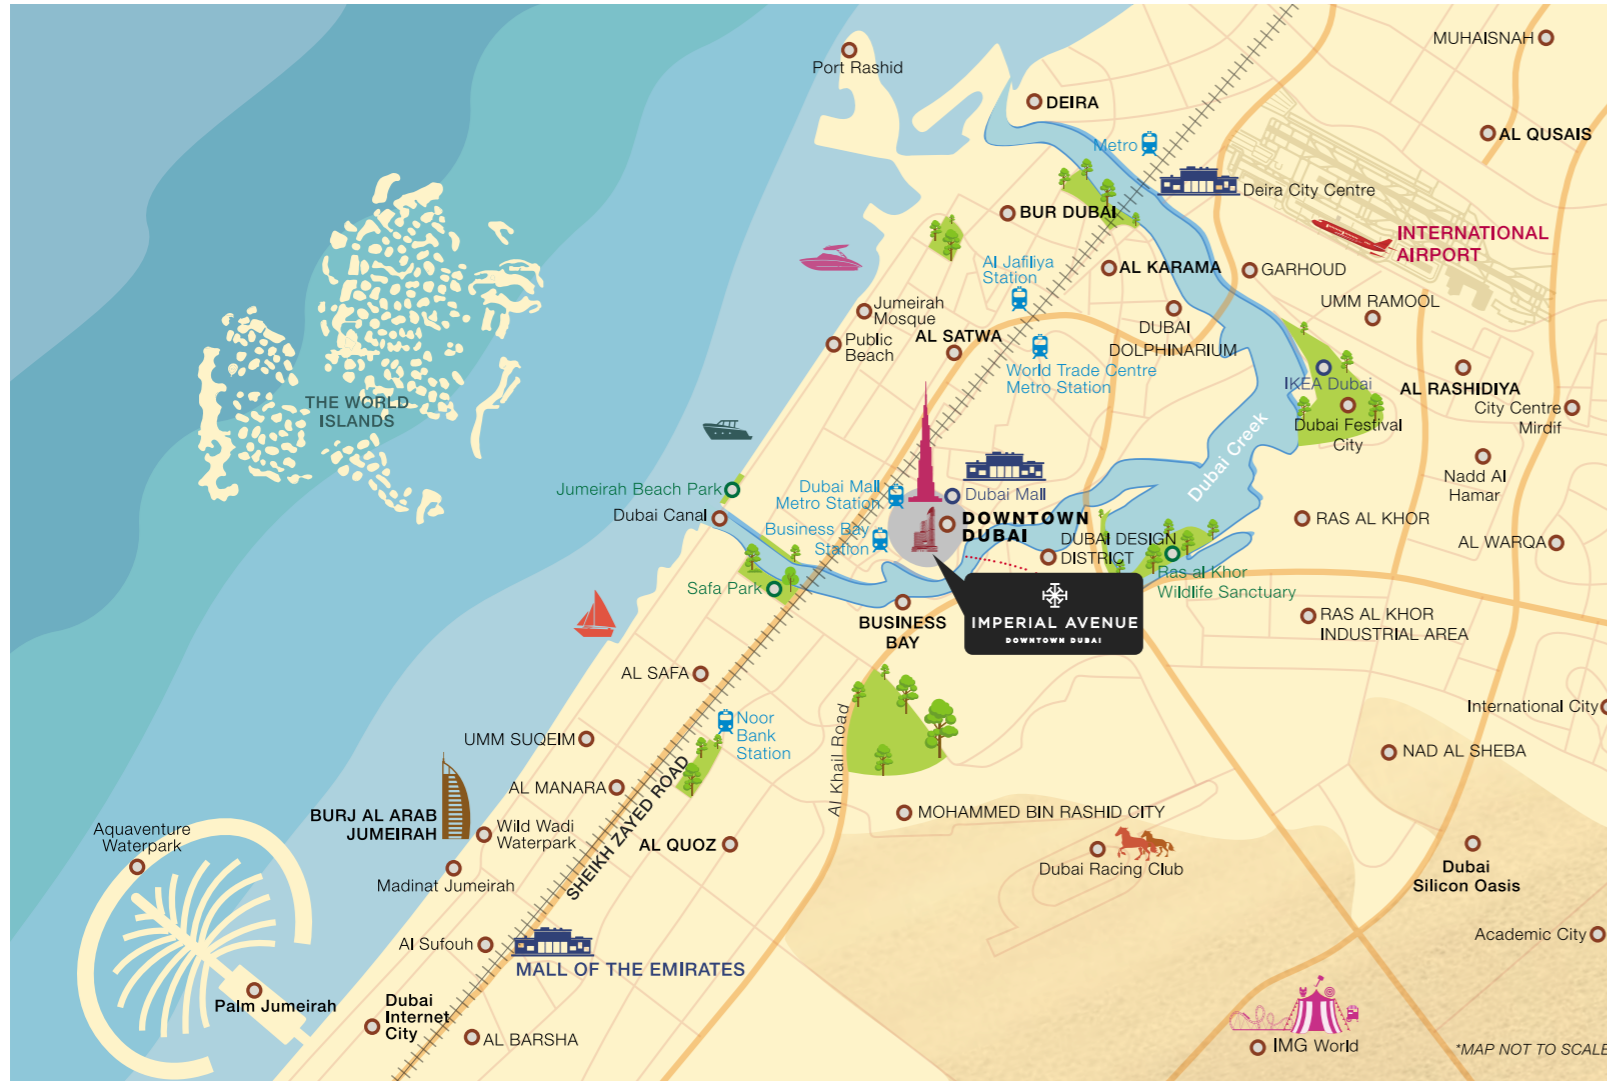 MUHAISNAH
Port Rashid
DEIRA
AL QUSAIS
Metro
Deira City Centre
BUR DUBAI
INTERNATIONAL
AIRPORT
Al Jafiliya
Station
AL KARAMA
GARHOUD
UMM RAMOOL
Jumeirah
Mosque
DUBAI
DOLPHINARIUM
Public
Beach
AL SATWA
World Trade Centre
Metro Station
IKEA Dubai
AL RASHIDIYA
THE WORLD
ISLANDS
City Centre
Mirdif
Dubai Festival
City
Dubai Creek
Nadd Al
Hamar
Jumeirah Beach Park
Dubai Mall
Metro Station
Dubai Mall
Dubai Canal
Business Bay
Station
DOWNTOWN
DUBAI
RAS AL KHOR
DUBAI DESIGN
DISTRICT
AL WARQA
Ras al Khor
Wildlife Sanctuary
Safa Park
IMPERIAL AVENUE
DOWNTOWN DUBAI
BUSINESS
BAY
RAS AL KHOR
INDUSTRIAL AREA
AL SAFA
International City
Noor
Bank
Station
UMM SUQEIM
Al Khail Road
NAD AL SHEBA
AL MANARA
SHEIKH ZAYED ROAD
BURJ AL ARAB
JUMEIRAH
MOHAMMED BIN RASHID CITY
Aquaventure
Waterpark
Wild Wadi
Waterpark
AL QUOZ
Dubai Racing Club
Dubai
Silicon Oasis
Madinat Jumeirah
Al Sufouh
Academic City
MALL OF THE EMIRATES
Palm Jumeirah
Dubai
Internet
City
AL BARSHA
IMG World
*MAP NOT TO SCALE